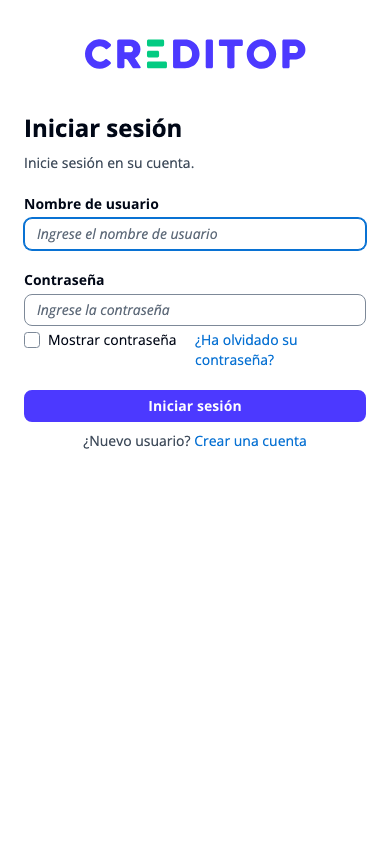 CREDITOP
Iniciar sesión
Inicie sesión en su cuenta.
Nombre de usuario
Ingrese el nombre de usuario
Contraseña
Ingrese la contraseña
Mostrar contraseña
¿Ha olvidado su
contraseña?
Iniciar sesión
¿Nuevo usuario? Crear una cuenta